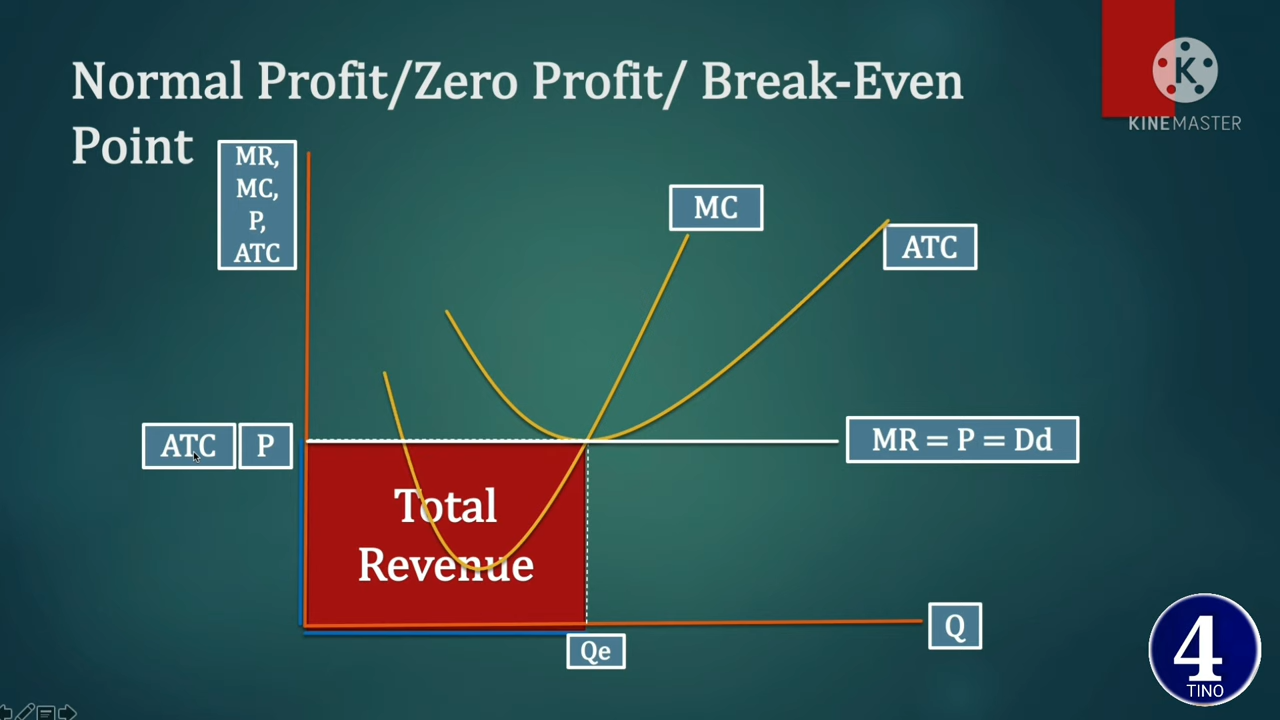 Normal Profit/Zero Profit/ Break-Even
Point
K
KINEMASTER
MR,
MC,
P,
ATC
MC
ATC
ATC
P
MR = P = Dd
Total
Revenue
Q
Qe
4
TINO